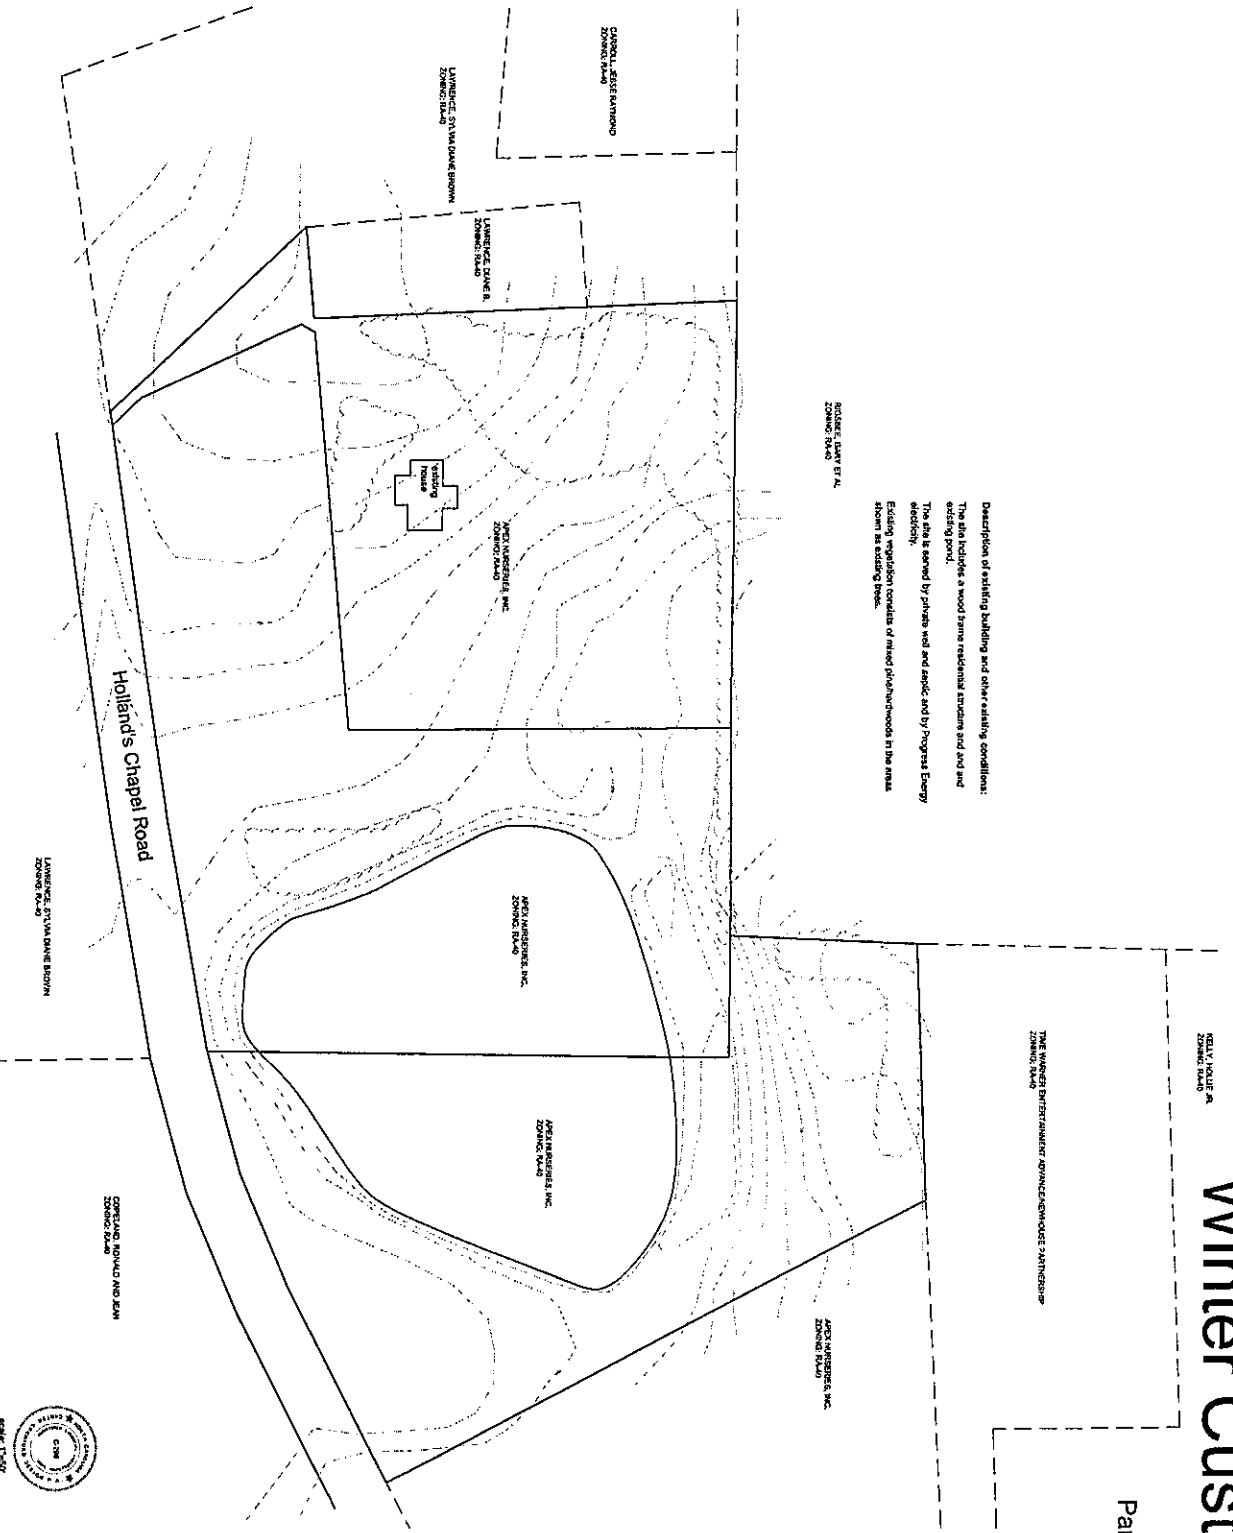 Winter Cust
Pa
KELLY, HOLLIE JR.
ZONING: RA-40
TIME WARNER ENTERTAINMENT ADVANCE/NEWHOUSE PARTNERSHIP
ZONING: RA-40
Description of existing building and other existing conditions:
The site includes a wood frame residential structure and and and
existing pond.
The site is served by private well and septic and by Progress Energy
electricity.
Existing vegetation consists of mixed pine/hardwoods in the areas
shown as existing trees.
ZONING: RA-40
APEX NURSERIES, INC.
ZONING: RA-40
CARROLL, JESSE RAYMOND
ZONING: RA-40
APEX NURSERIES, INC.
ZONING: RA-40
APEX NURSERIES, INC.
ZONING: RA-40
APEX NURSERIES, INC.
ZONING: RA-40
LAWRENCE, DIANE B.
ZONING: RA-40
LAWRENCE, SYLVIA DIANE BROWN
ZONING: RA-40
existing
house
Holland's Chapel Road
COPELAND, RONALD AND JEAN
ZONING: RA-40
LAWRENCE, SYLVIA DIANE BROWN
ZONING: RA-40
scale: 1"=50'